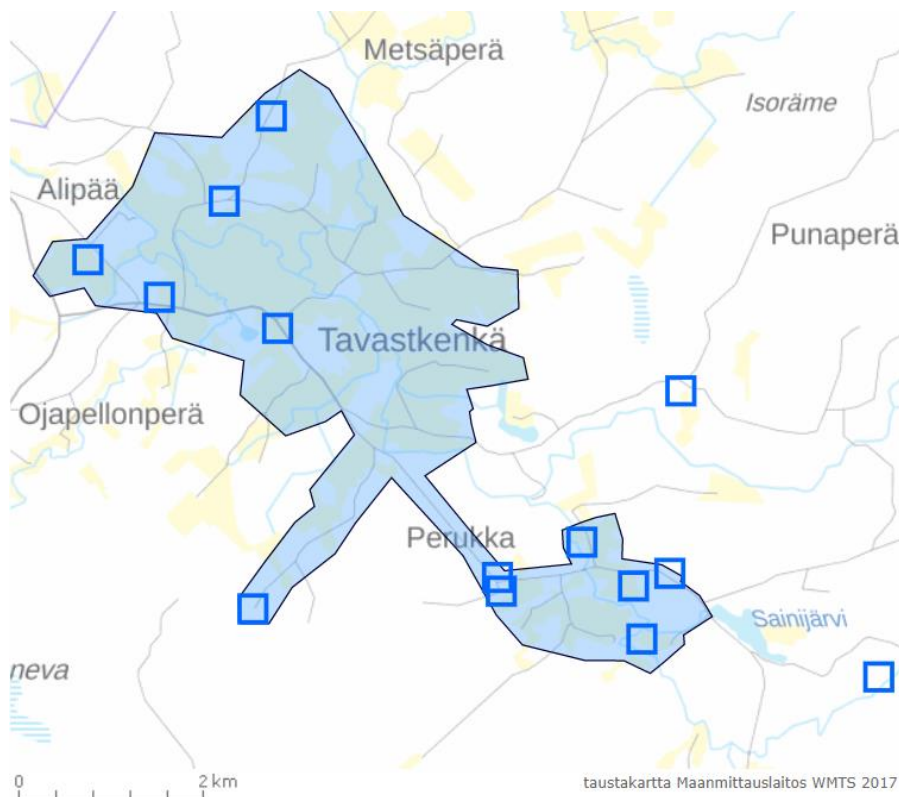 Metsäperä
Isoräme
Alipää
Punaperä
Tavastkenkä
Ojapellonperä
Perukka
Sainijärvi
neva
0 2 km
taustakartta Maanmittauslaitos WMTS 2017